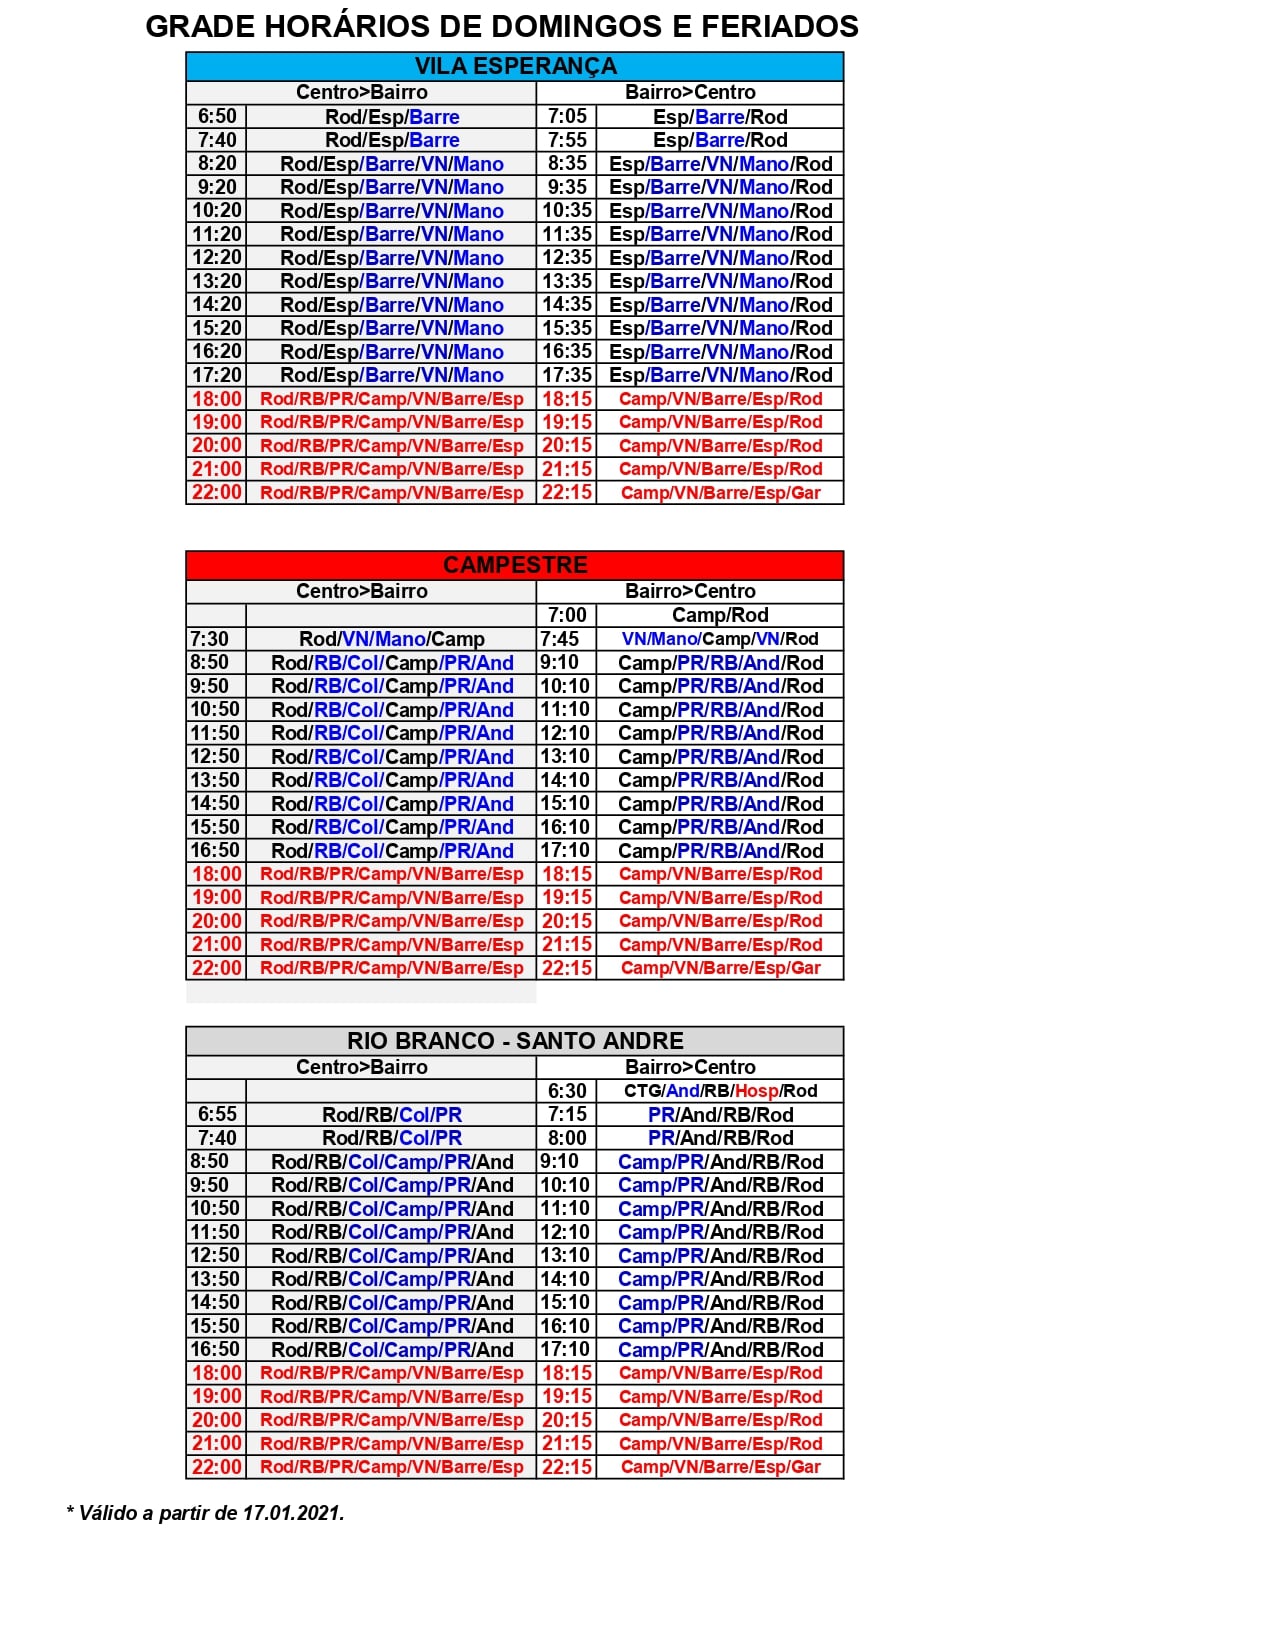 GRADE HORÁRIOS DE DOMINGOS E FERIADOS
VILA ESPERANÇA
Centro>Bairro Bairro>Centro
6:50 Rod/Esp/Barre 7:05 Esp/Barre/Rod
7:40 Rod/Esp/Barre 7:55 Esp/Barre/Rod
8:20 Rod/Esp/Barre/VN/Mano 8:35 Esp/Barre/VN/Mano/Rod
9:20 Rod/Esp/Barre/VN/Mano 9:35 Esp/Barre/VN/Mano/Rod
10:20 Rod/Esp/Barre/VN/Mano 10:35 Esp/Barre/VN/Mano/Rod
11:20 Rod/Esp/Barre/VN/Mano 11:35 Esp/Barre/VN/Mano/Rod
12:20 Rod/Esp/Barre/VN/Mano 12:35 Esp/Barre/VN/Mano/Rod
13:20 Rod/Esp/Barre/VN/Mano 13:35 Esp/Barre/VN/Mano/Rod
14:20 Rod/Esp/Barre/VN/Mano 14:35 Esp/Barre/VN/Mano/Rod
15:20 Rod/Esp/Barre/VN/Mano 15:35 Esp/Barre/VN/Mano/Rod
16:20 Rod/Esp/Barre/VN/Mano 16:35 Esp/Barre/VN/Mano/Rod
17:20 Rod/Esp/Barre/VN/Mano 17:35 Esp/Barre/VN/Mano/Rod
18:00 Rod/RB/PR/Camp/VN/Barre/Esp 18:15 Camp/VN/Barre/Esp/Rod
19:00 Rod/RB/PR/Camp/VN/Barre/Esp 19:15 Camp/VN/Barre/Esp/Rod
20:00 Rod/RB/PR/Camp/VN/Barre/Esp 20:15 Camp/VN/Barre/Esp/Rod
21:00 Rod/RB/PR/Camp/VN/Barre/Esp 21:15 Camp/VN/Barre/Esp/Rod
22:00 Rod/RB/PR/Camp/VN/Barre/Esp 22:15 Camp/VN/Barre/Esp/Gar
CAMPESTRE
Centro>Bairro Bairro>Centro
7:00 Camp/Rod
7:30 Rod/VN/Mano/Camp 7:45 VN/Mano/Camp/VN/Rod
8:50 Rod/RB/Col/Camp/PR/And 9:10 Camp/PR/RB/And/Rod
9:50 Rod/RB/Col/Camp/PR/And 10:10 Camp/PR/RB/And/Rod
10:50 Rod/RB/Col/Camp/PR/And 11:10 Camp/PR/RB/And/Rod
11:50 Rod/RB/Col/Camp/PR/And 12:10 Camp/PR/RB/And/Rod
12:50 Rod/RB/Col/Camp/PR/And 13:10 Camp/PR/RB/And/Rod
13:50 Rod/RB/Col/Camp/PR/And 14:10 Camp/PR/RB/And/Rod
14:50 Rod/RB/Col/Camp/PR/And 15:10 Camp/PR/RB/And/Rod
15:50 Rod/RB/Col/Camp/PR/And 16:10 Camp/PR/RB/And/Rod
16:50 Rod/RB/Col/Camp/PR/And 17:10 Camp/PR/RB/And/Rod
18:00 Rod/RB/PR/Camp/VN/Barre/Esp 18:15 Camp/VN/Barre/Esp/Rod
19:00 Rod/RB/PR/Camp/VN/Barre/Esp 19:15 Camp/VN/Barre/Esp/Rod
20:00 Rod/RB/PR/Camp/VN/Barre/Esp 20:15 Camp/VN/Barre/Esp/Rod
21:00 Rod/RB/PR/Camp/VN/Barre/Esp 21:15 Camp/VN/Barre/Esp/Rod
22:00 Rod/RB/PR/Camp/VN/Barre/Esp 22:15 Camp/VN/Barre/Esp/Gar
RIO BRANCO - SANTO ANDRE
Centro>Bairro Bairro>Centro
6:30 CTG/And/RB/Hosp/Rod
6:55 Rod/RB/Col/PR 7:15 PR/And/RB/Rod
7:40 Rod/RB/Col/PR 8:00 PR/And/RB/Rod
8:50 Rod/RB/Col/Camp/PR/And 9:10 Camp/PR/And/RB/Rod
9:50 Rod/RB/Col/Camp/PR/And 10:10 Camp/PR/And/RB/Rod
10:50 Rod/RB/Col/Camp/PR/And 11:10 Camp/PR/And/RB/Rod
11:50 Rod/RB/Col/Camp/PR/And 12:10 Camp/PR/And/RB/Rod
12:50 Rod/RB/Col/Camp/PR/And 13:10 Camp/PR/And/RB/Rod
13:50 Rod/RB/Col/Camp/PR/And 14:10 Camp/PR/And/RB/Rod
14:50 Rod/RB/Col/Camp/PR/And 15:10 Camp/PR/And/RB/Rod
15:50 Rod/RB/Col/Camp/PR/And 16:10 Camp/PR/And/RB/Rod
16:50 Rod/RB/Col/Camp/PR/And 17:10 Camp/PR/And/RB/Rod
18:00 Rod/RB/PR/Camp/VN/Barre/Esp 18:15 Camp/VN/Barre/Esp/Rod
19:00 Rod/RB/PR/Camp/VN/Barre/Esp 19:15 Camp/VN/Barre/Esp/Rod
20:00 Rod/RB/PR/Camp/VN/Barre/Esp 20:15 Camp/VN/Barre/Esp/Rod
21:00 Rod/RB/PR/Camp/VN/Barre/Esp 21:15 Camp/VN/Barre/Esp/Rod
22:00 Rod/RB/PR/Camp/VN/Barre/Esp 22:15 Camp/VN/Barre/Esp/Gar
* Válido a partir de 17.01.2021.